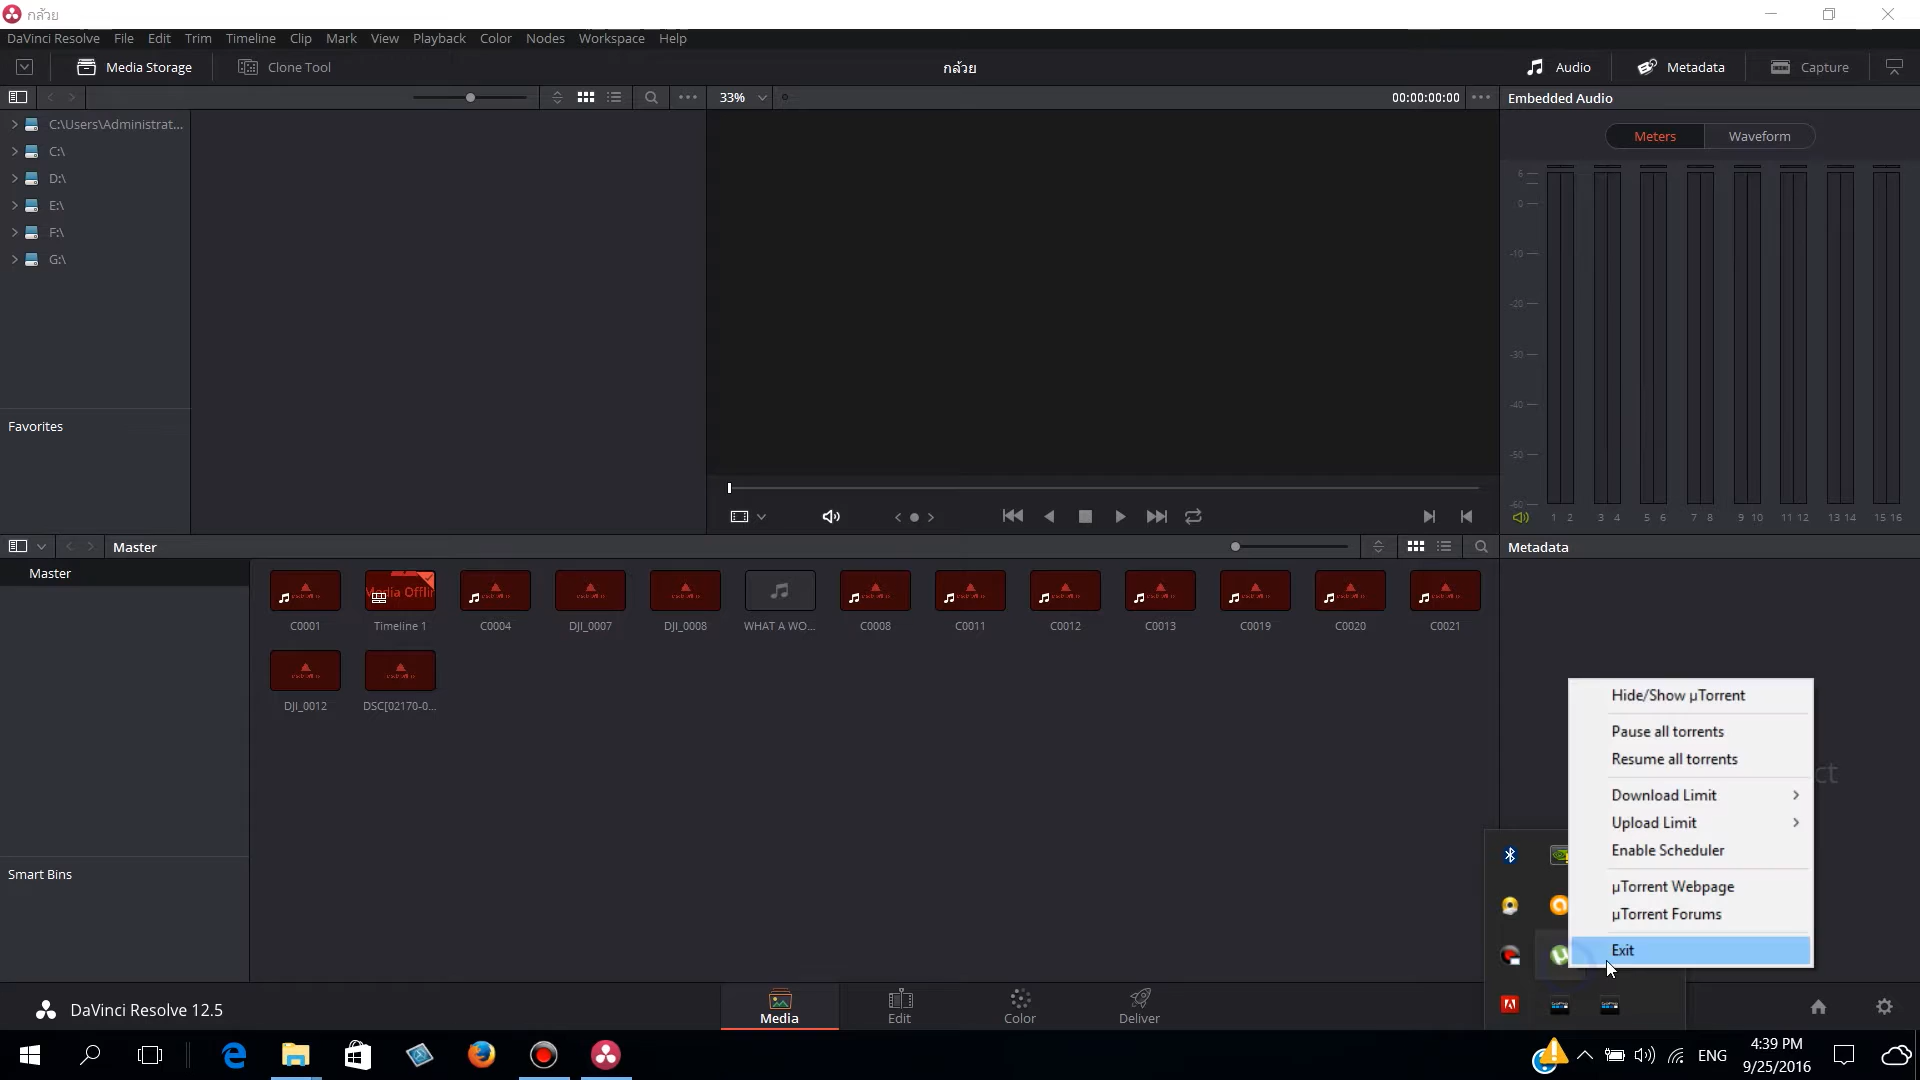 กล้วย
DaVinci Resolve File Edit Trim Timeline Clip Mark View Playback Color Nodes Workspace Help
Media Storage Clone Tool กล้วย Audio Metadata Capture
33% 00:00:00:00 Embedded Audio
C:\Users\Administrat...
C:\
D:\
E:\
F:\
G:\
Favorites
Meters Waveform
6
0
-10
-20
-30
-40
-50
-60
1 2 3 4 5 6 7 8 9 10 11 12 13 14 15 16
Master
Metadata
Master
C0001 Timeline 1 C0004 DJI_0007 DJI_0008 WHAT A WO... C0008 C0011 C0012 C0013 C0019 C0020 C0021
DJI_0012 DSC[02170-0...
Smart Bins
Hide/Show µTorrent
Pause all torrents
Resume all torrents
Download Limit
Upload Limit
Enable Scheduler
µTorrent Webpage
µTorrent Forums
Exit
DaVinci Resolve 12.5
Media Edit Color Deliver
ENG
4:39 PM
9/25/2016